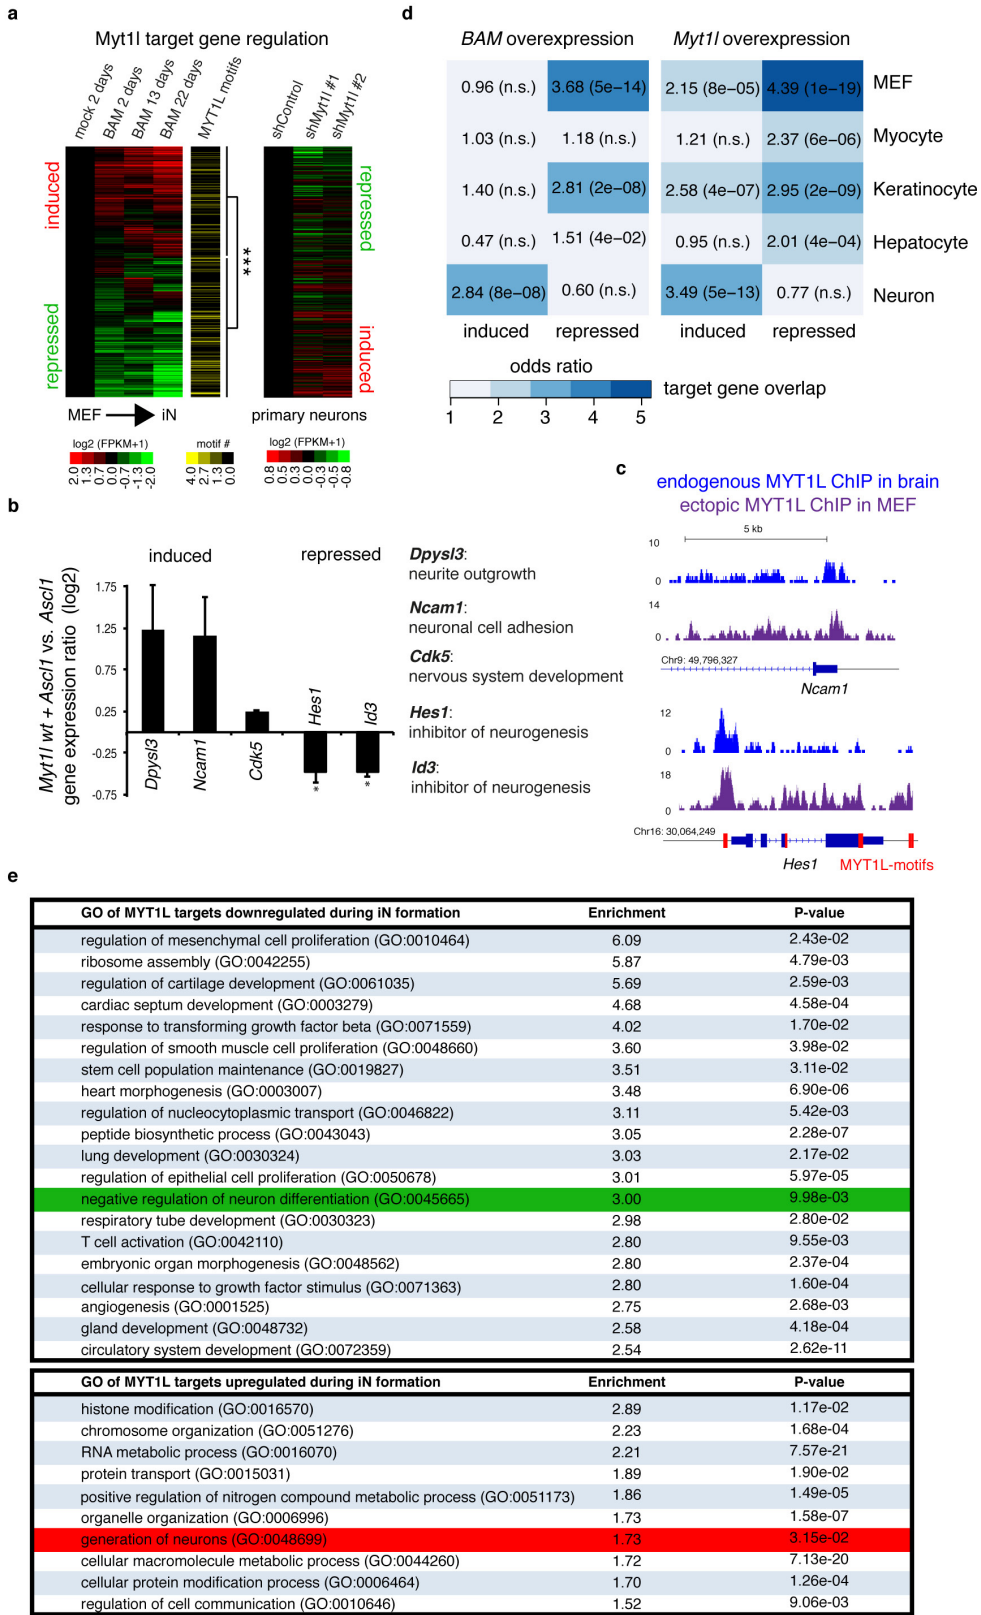 a
Myt1l target gene regulation
mock 2 days
BAM 2 days
BAM 13 days
BAM 22 days
MYT1L motifs
shControl
shMyt1l #1
shMyt1l #2
induced
repressed
***
repressed
induced
MEF iN
primary neurons
log2 (FPKM+1)
2.0 1.3 0.7 0.0 -0.7 -1.3 -2.0
motif #
4.0 2.7 1.3 0.0
log2 (FPKM+1)
0.8 0.5 0.3 0.0 -0.3 -0.5 -0.8
d
BAM overexpression Myt1l overexpression
0.96 (n.s.) 3.68 (5e−14) 2.15 (8e−05) 4.39 (1e−19) MEF
1.03 (n.s.) 1.18 (n.s.) 1.21 (n.s.) 2.37 (6e−06) Myocyte
1.40 (n.s.) 2.81 (2e−08) 2.58 (4e−07) 2.95 (2e−09) Keratinocyte
0.47 (n.s.) 1.51 (4e−02) 0.95 (n.s.) 2.01 (4e−04) Hepatocyte
2.84 (8e−08) 0.60 (n.s.) 3.49 (5e−13) 0.77 (n.s.) Neuron
induced repressed induced repressed
odds ratio
target gene overlap
1 2 3 4 5
b
Myt1l wt + Ascl1 vs. Ascl1
gene expression ratio (log2)
induced repressed
1.75
1.25
0.75
0.25
-0.25
-0.75
Dpysl3
Ncam1
Cdk5
Hes1
Id3
* *
Dpysl3:
neurite outgrowth
Ncam1:
neuronal cell adhesion
Cdk5:
nervous system development
Hes1:
inhibitor of neurogenesis
Id3:
inhibitor of neurogenesis
c
endogenous MYT1L ChIP in brain
ectopic MYT1L ChIP in MEF
5 kb
10
0
14
0
Chr9: 49,796,327
Ncam1
12
0
18
0
Chr16: 30,064,249
Hes1 MYT1L-motifs
e
GO of MYT1L targets downregulated during iN formation Enrichment P-value
regulation of mesenchymal cell proliferation (GO:0010464) 6.09 2.43e-02
ribosome assembly (GO:0042255) 5.87 4.79e-03
regulation of cartilage development (GO:0061035) 5.69 2.59e-03
cardiac septum development (GO:0003279) 4.68 4.58e-04
response to transforming growth factor beta (GO:0071559) 4.02 1.70e-02
regulation of smooth muscle cell proliferation (GO:0048660) 3.60 3.98e-02
stem cell population maintenance (GO:0019827) 3.51 3.11e-02
heart morphogenesis (GO:0003007) 3.48 6.90e-06
regulation of nucleocytoplasmic transport (GO:0046822) 3.11 5.42e-03
peptide biosynthetic process (GO:0043043) 3.05 2.28e-07
lung development (GO:0030324) 3.03 2.17e-02
regulation of epithelial cell proliferation (GO:0050678) 3.01 5.97e-05
negative regulation of neuron differentiation (GO:0045665) 3.00 9.98e-03
respiratory tube development (GO:0030323) 2.98 2.80e-02
T cell activation (GO:0042110) 2.80 9.55e-03
embryonic organ morphogenesis (GO:0048562) 2.80 2.37e-04
cellular response to growth factor stimulus (GO:0071363) 2.80 1.60e-04
angiogenesis (GO:0001525) 2.75 2.68e-03
gland development (GO:0048732) 2.58 4.18e-04
circulatory system development (GO:0072359) 2.54 2.62e-11
GO of MYT1L targets upregulated during iN formation Enrichment P-value
histone modification (GO:0016570) 2.89 1.17e-02
chromosome organization (GO:0051276) 2.23 1.68e-04
RNA metabolic process (GO:0016070) 2.21 7.57e-21
protein transport (GO:0015031) 1.89 1.90e-02
positive regulation of nitrogen compound metabolic process (GO:0051173) 1.86 1.49e-05
organelle organization (GO:0006996) 1.73 1.58e-07
generation of neurons (GO:0048699) 1.73 3.15e-02
cellular macromolecule metabolic process (GO:0044260) 1.72 7.13e-20
cellular protein modification process (GO:0006464) 1.70 1.26e-04
regulation of cell communication (GO:0010646) 1.52 9.06e-03